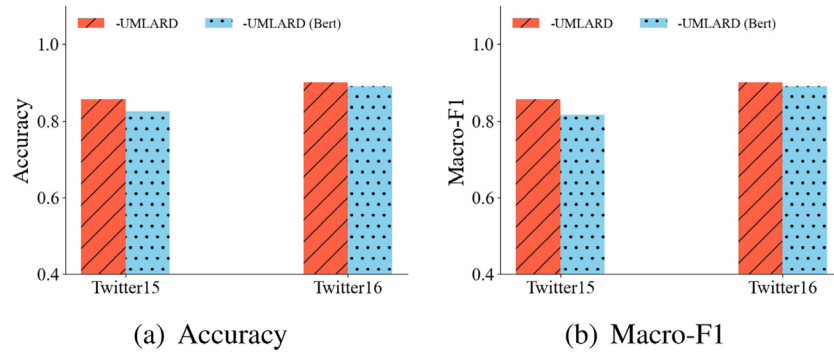 -UMLARD -UMLARD (Bert)
1.0
0.8
0.6
0.4
Accuracy
Twitter15 Twitter16
(a) Accuracy
-UMLARD -UMLARD (Bert)
1.0
0.8
0.6
0.4
Macro-F1
Twitter15 Twitter16
(b) Macro-F1